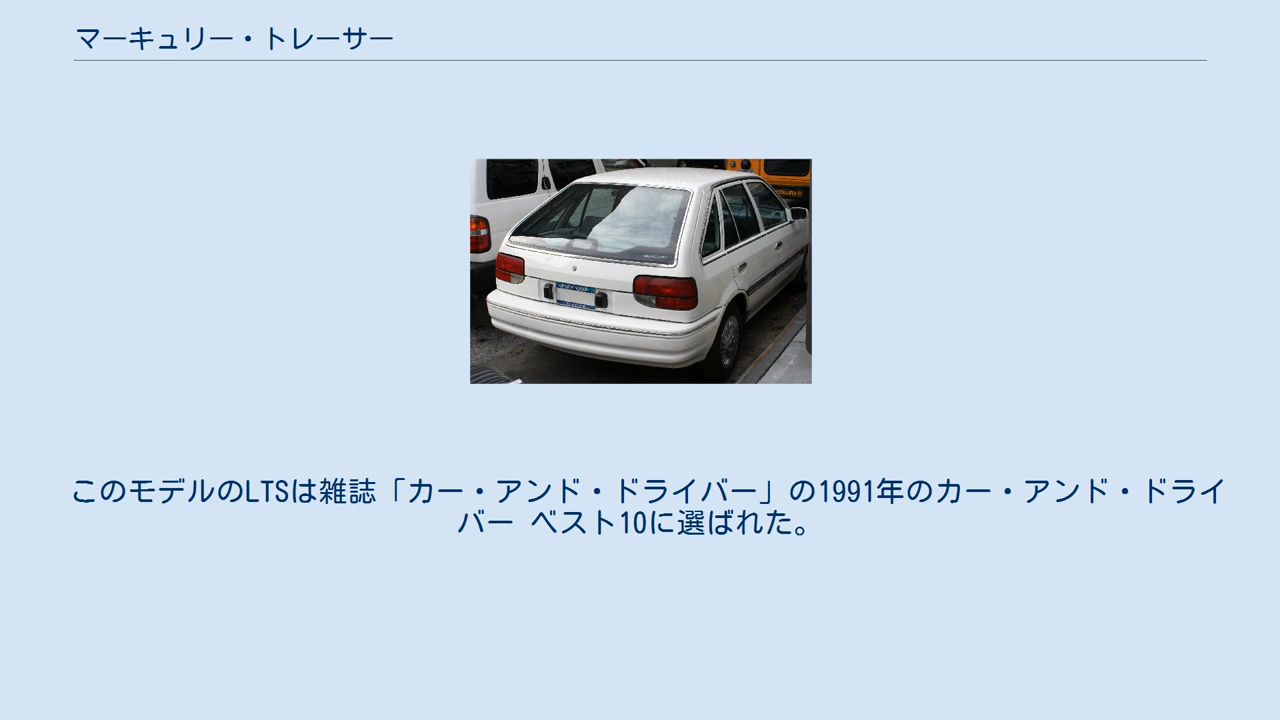 マーキュリー・トレーサー
このモデルのLTSは雑誌「カー・アンド・ドライバー」の1991年のカー・アンド・ドライ
バー ベスト10に選ばれた。